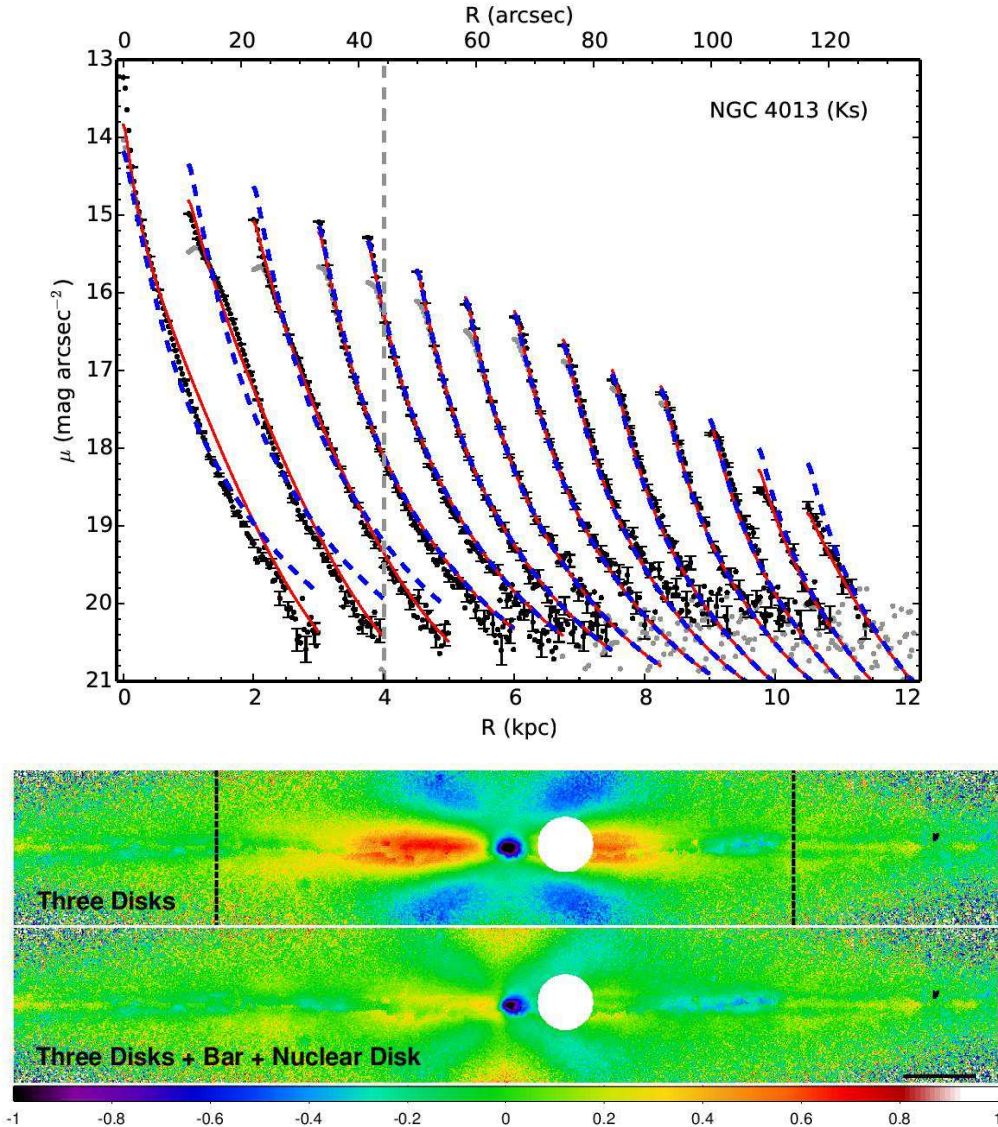 R (arcsec)
0 20 40 60 80 100 120
13
14
15
16
17
18
19
20
21
μ (mag arcsec−2)
NGC 4013 (Ks)
0 2 4 6 8 10 12
R (kpc)
Three Disks
Three Disks + Bar + Nuclear Disk
-1 -0.8 -0.6 -0.4 -0.2 0 0.2 0.4 0.6 0.8 1